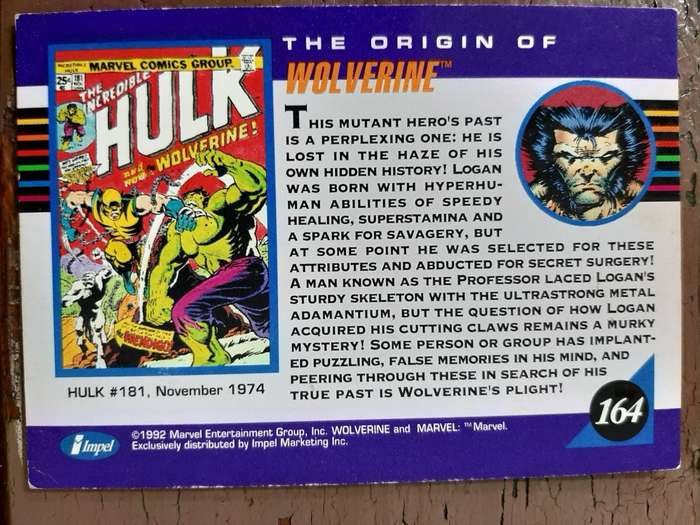 THE ORIGIN OF
WOLVERINE™
MARVEL COMICS GROUP
25¢
181
NOV
THE INCREDIBLE
HULK
AND NOW...
WOLVERINE!
THIS MUTANT HERO'S PAST
IS A PERPLEXING ONE: HE IS
LOST IN THE HAZE OF HIS
OWN HIDDEN HISTORY! LOGAN
WAS BORN WITH HYPERHU-
MAN ABILITIES OF SPEEDY
HEALING, SUPERSTAMINA AND
A SPARK FOR SAVAGERY, BUT
AT SOME POINT HE WAS SELECTED FOR THESE
ATTRIBUTES AND ABDUCTED FOR SECRET SURGERY!
A MAN KNOWN AS THE PROFESSOR LACED LOGAN'S
STURDY SKELETON WITH THE ULTRASTRONG METAL
ADAMANTIUM, BUT THE QUESTION OF HOW LOGAN
ACQUIRED HIS CUTTING CLAWS REMAINS A MURKY
MYSTERY! SOME PERSON OR GROUP HAS IMPLANT-
ED PUZZLING, FALSE MEMORIES IN HIS MIND, AND
PEERING THROUGH THESE IN SEARCH OF HIS
TRUE PAST IS WOLVERINE'S PLIGHT!
HULK #181, November 1974
164
Impel
©1992 Marvel Entertainment Group, Inc. WOLVERINE and MARVEL: ™Marvel.
Exclusively distributed by Impel Marketing Inc.